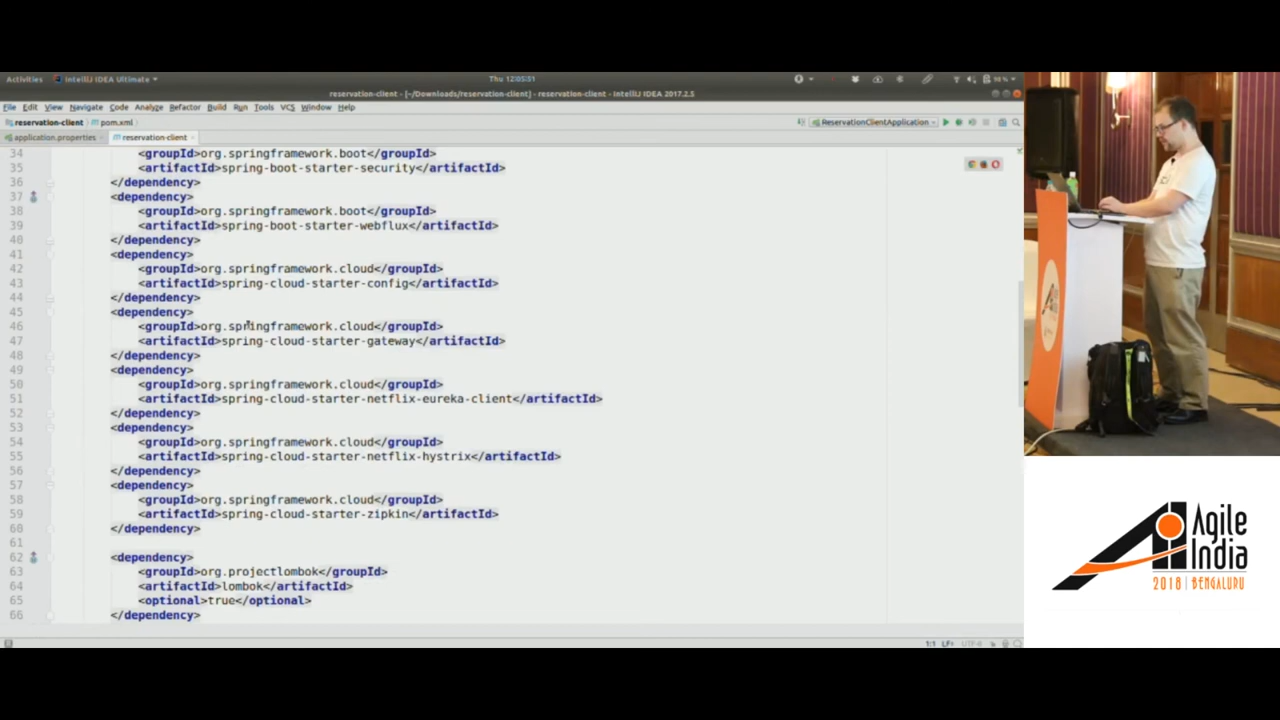 Activities
IntelliJ IDEA Ultimate
Thu 12:05:51
98 %
reservation-client - [~/Downloads/reservation-client] - reservation-client - IntelliJ IDEA 2017.2.5
File Edit View Navigate Code Analyze Refactor Build Run Tools VCS Window Help
reservation-client pom.xml
ReservationClientApplication
application.properties
reservation-client
34 <groupId>org.springframework.boot</groupId>
35 <artifactId>spring-boot-starter-security</artifactId>
36 </dependency>
37 <dependency>
38 <groupId>org.springframework.boot</groupId>
39 <artifactId>spring-boot-starter-webflux</artifactId>
40 </dependency>
41 <dependency>
42 <groupId>org.springframework.cloud</groupId>
43 <artifactId>spring-cloud-starter-config</artifactId>
44 </dependency>
45 <dependency>
46 <groupId>org.springframework.cloud</groupId>
47 <artifactId>spring-cloud-starter-gateway</artifactId>
48 </dependency>
49 <dependency>
50 <groupId>org.springframework.cloud</groupId>
51 <artifactId>spring-cloud-starter-netflix-eureka-client</artifactId>
52 </dependency>
53 <dependency>
54 <groupId>org.springframework.cloud</groupId>
55 <artifactId>spring-cloud-starter-netflix-hystrix</artifactId>
56 </dependency>
57 <dependency>
58 <groupId>org.springframework.cloud</groupId>
59 <artifactId>spring-cloud-starter-zipkin</artifactId>
60 </dependency>
61
62 <dependency>
63 <groupId>org.projectlombok</groupId>
64 <artifactId>lombok</artifactId>
65 <optional>true</optional>
66 </dependency>
1:1 LF÷ UTF-8
Agile
India
2018 | BENGALURU